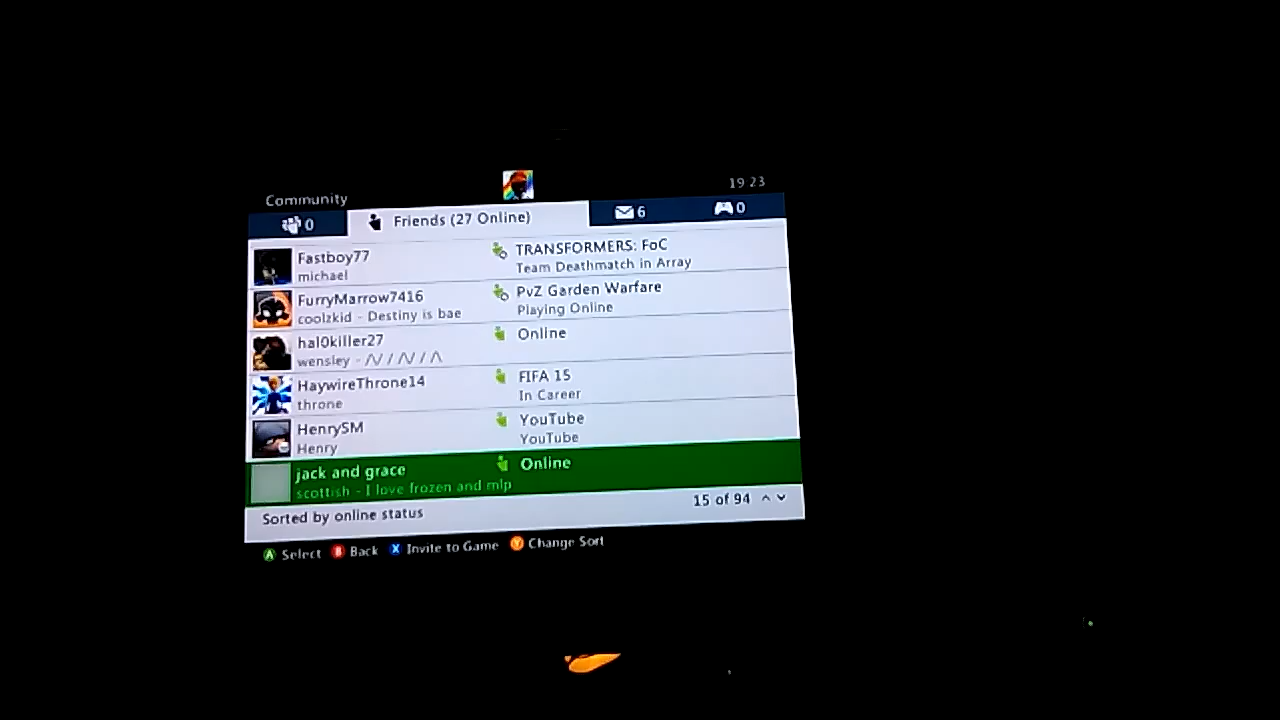 Community
19 23
0
Friends (27 Online)
6
0
Fastboy77
michael
TRANSFORMERS: FoC
Team Deathmatch in Array
FurryMarrow7416
coolzkid - Destiny is bae
PvZ Garden Warfare
Playing Online
hal0killer27
wensley - /\/ / /\/ / /\
Online
HaywireThrone14
throne
FIFA 15
In Career
HenrySM
Henry
YouTube
YouTube
jack and grace
scottish - I love frozen and mlp
Online
Sorted by online status
15 of 94
A Select B Back X Invite to Game Y Change Sort